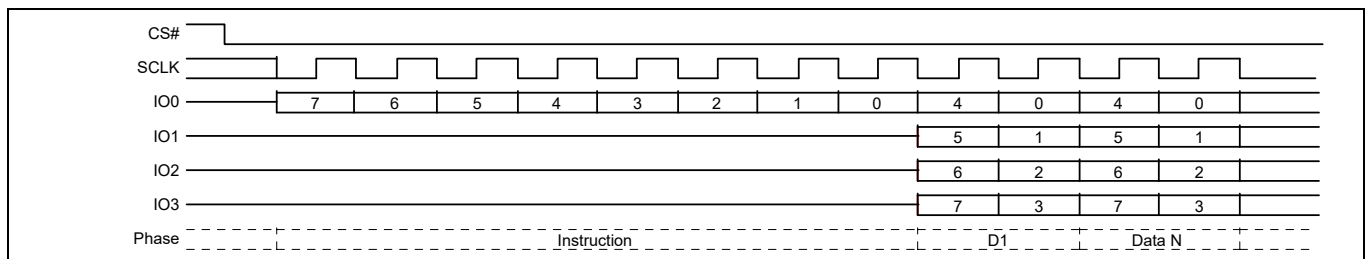 CS#
SCLK
IO0 7 6 5 4 3 2 1 0 4 0 4 0
IO1 5 1 5 1
IO2 6 2 6 2
IO3 7 3 7 3
Phase Instruction D1 Data N